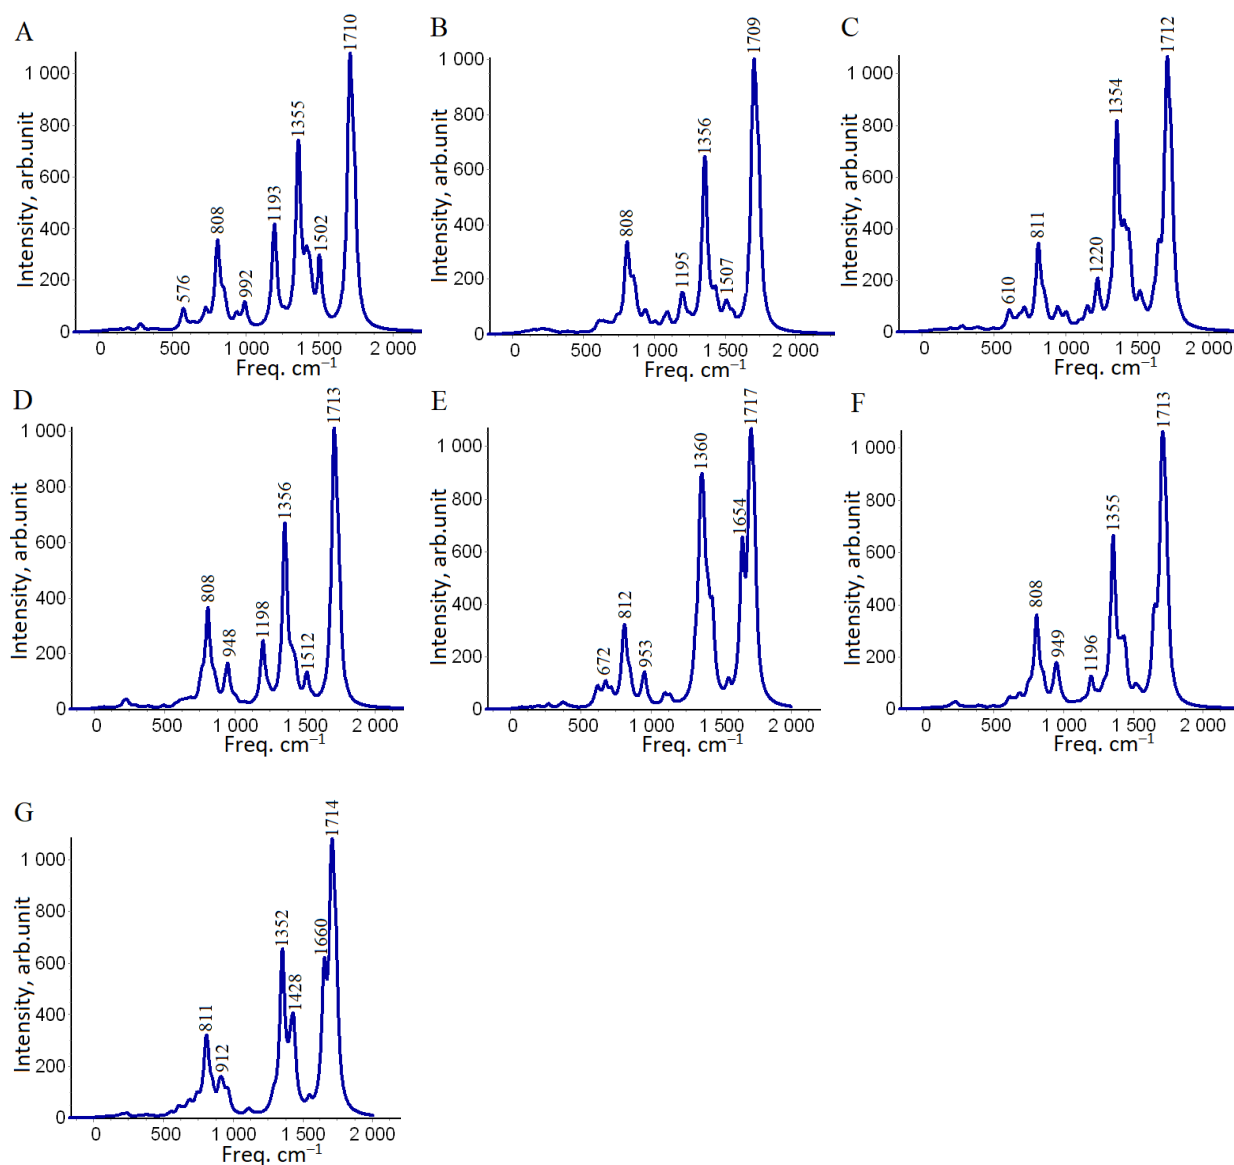 A
Intensity, arb.unit
1 000
800
600
400
200
0
576
808
992
1193
1355
1502
1710
0 500 1 000 1 500 2 000
Freq. cm⁻¹
B
Intensity, arb.unit
1 000
800
600
400
200
0
808
1195
1356
1507
1709
0 500 1 000 1 500 2 000
Freq. cm⁻¹
C
Intensity, arb.unit
1 000
800
600
400
200
0
610
811
1220
1354
1712
0 500 1 000 1 500 2 000
Freq. cm⁻¹
D
Intensity, arb.unit
1 000
800
600
400
200
0
808
948
1198
1356
1512
1713
0 500 1 000 1 500 2 000
Freq. cm⁻¹
E
Intensity, arb.unit
1 000
800
600
400
200
0
672
812
953
1360
1654
1717
0 500 1 000 1 500 2 000
Freq. cm⁻¹
F
Intensity, arb.unit
1 000
800
600
400
200
0
808
949
1196
1355
1713
0 500 1 000 1 500 2 000
Freq. cm⁻¹
G
Intensity, arb.unit
1 000
800
600
400
200
0
811
912
1352
1428
1660
1714
0 500 1 000 1 500 2 000
Freq. cm⁻¹